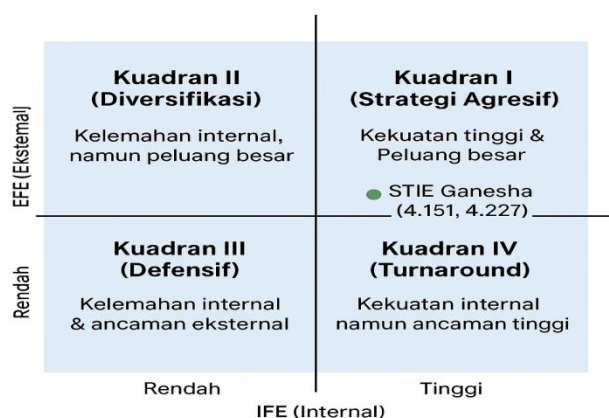 Kuadran II
(Diversifikasi)
Kelemahan internal,
namun peluang besar
Kuadran I
(Strategi Agresif)
Kekuatan tinggi &
Peluang besar
STIE Ganesha
(4.151, 4.227)
EFE (Eksternal)
Kuadran III
(Defensif)
Kelemahan internal
& ancaman eksternal
Kuadran IV
(Turnaround)
Kekuatan internal
namun ancaman tinggi
Rendah
Rendah
Tinggi
IFE (Internal)